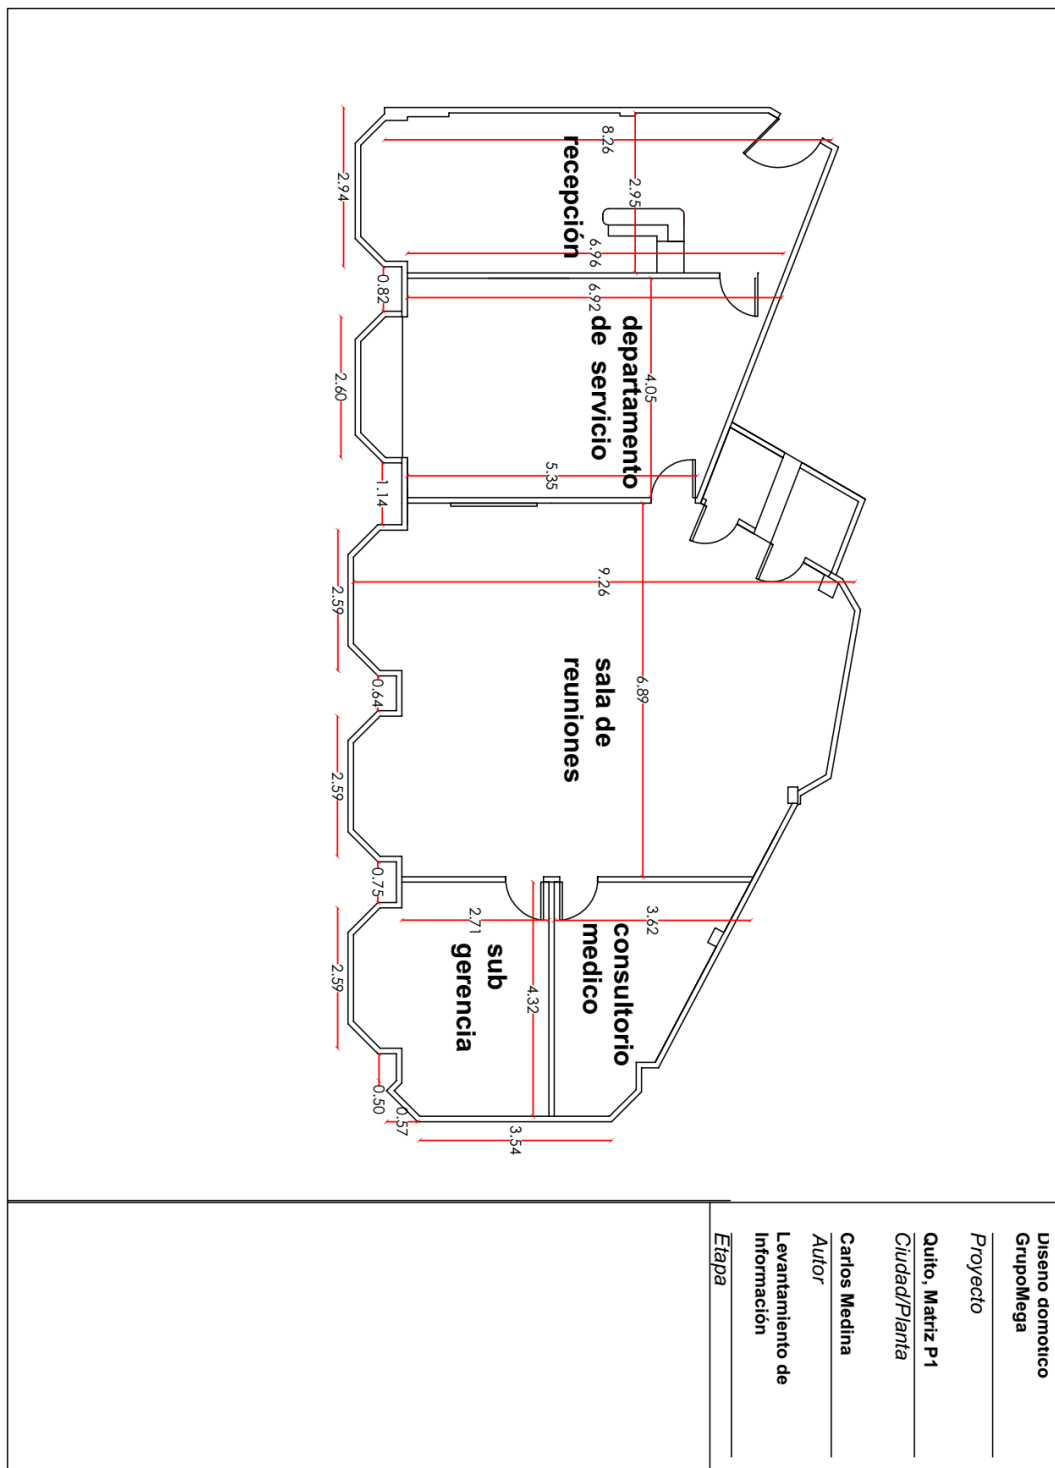 8.26
2.95
recepción
2.94
6.96
0.82
6.92
departamento
de servicio
4.05
2.60
5.35
1.14
9.26
2.59
sala de
reuniones
6.89
0.64
2.59
0.75
2.71
3.62
consultorio
medico
sub
gerencia
4.32
2.59
0.50
0.57
3.54
Diseno domotico
GrupoMega
Proyecto
Quito, Matriz P1
Ciudad/Planta
Carlos Medina
Autor
Levantamiento de
Información
Etapa